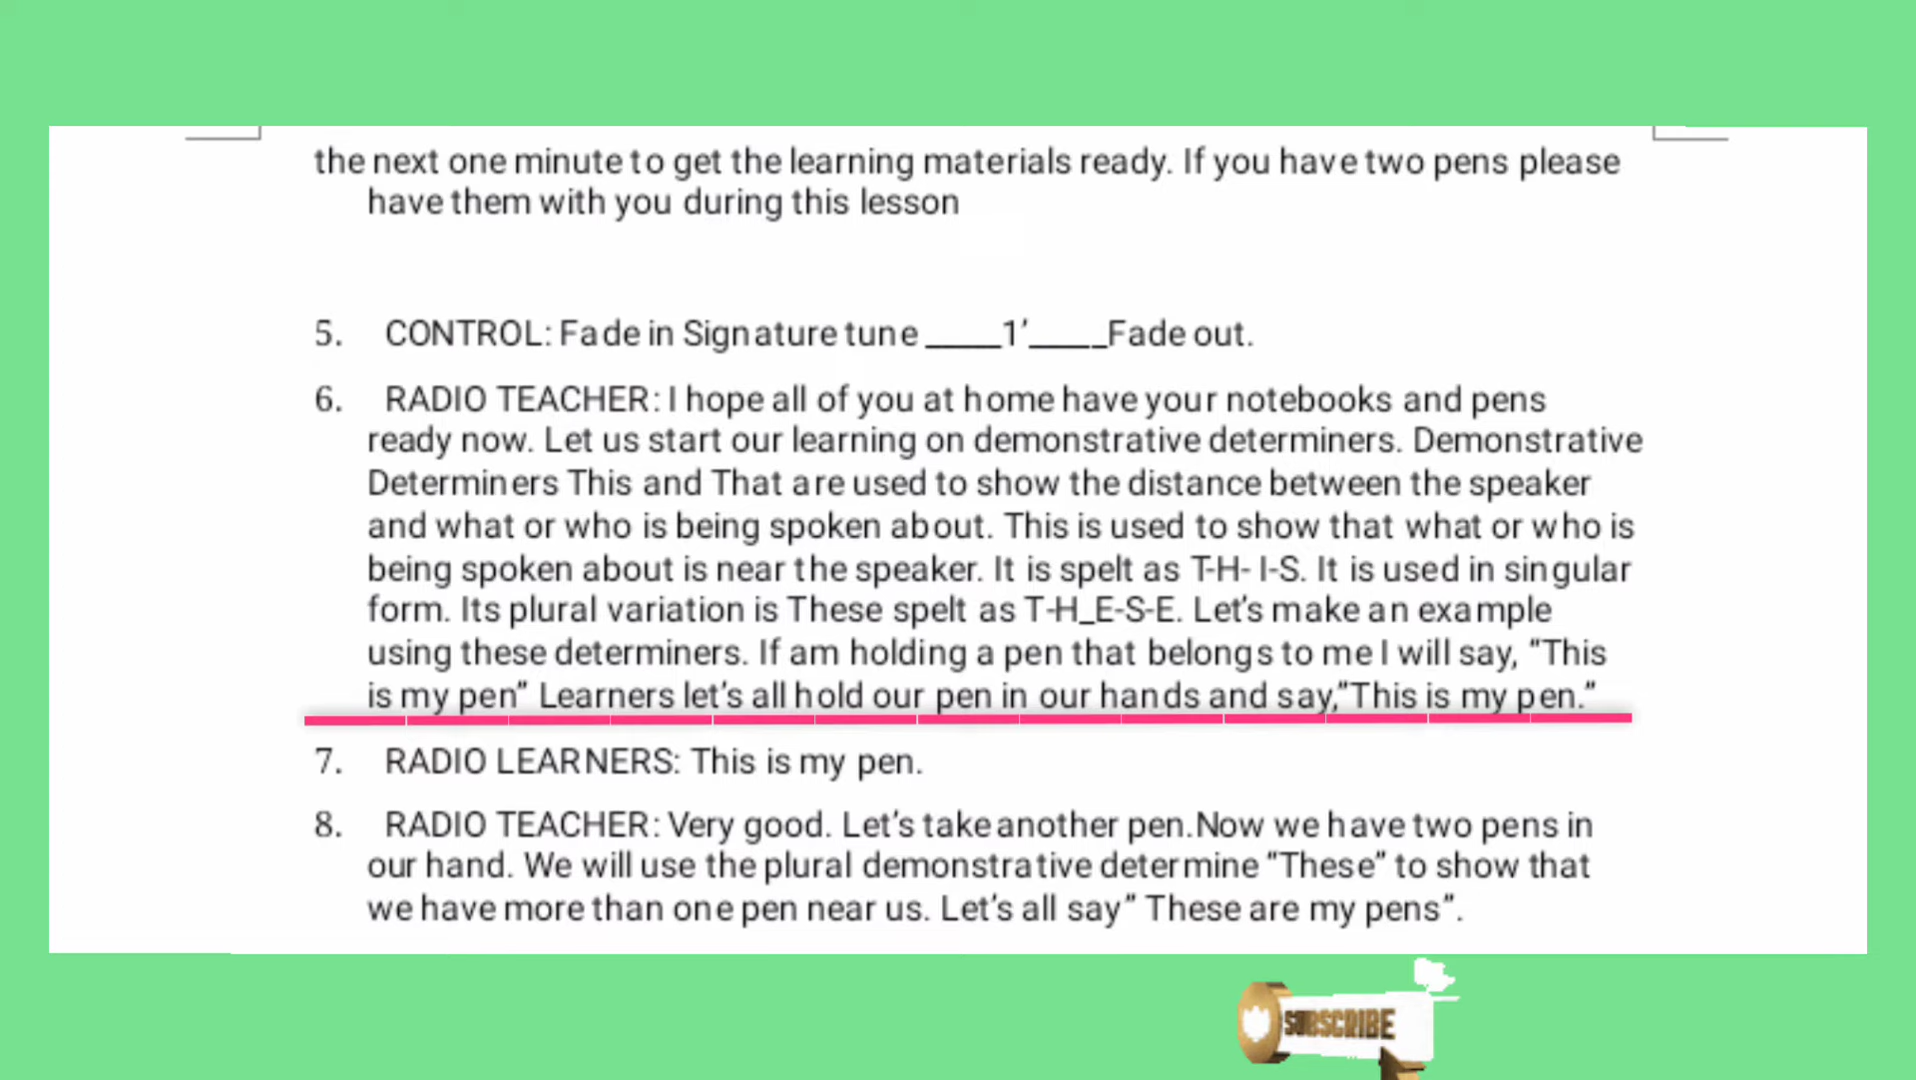 the next one minute to get the learning materials ready. If you have two pens please
have them with you during this lesson
5. CONTROL: Fade in Signature tune _____1’_____Fade out.
6. RADIO TEACHER: I hope all of you at home have your notebooks and pens
ready now. Let us start our learning on demonstrative determiners. Demonstrative
Determiners This and That are used to show the distance between the speaker
and what or who is being spoken about. This is used to show that what or who is
being spoken about is near the speaker. It is spelt as T-H- I-S. It is used in singular
form. Its plural variation is These spelt as T-H_E-S-E. Let’s make an example
using these determiners. If am holding a pen that belongs to me I will say, “This
is my pen” Learners let’s all hold our pen in our hands and say,”This is my pen.”
7. RADIO LEARNERS: This is my pen.
8. RADIO TEACHER: Very good. Let’s take another pen.Now we have two pens in
our hand. We will use the plural demonstrative determine “These” to show that
we have more than one pen near us. Let’s all say” These are my pens”.
SUBSCRIBE